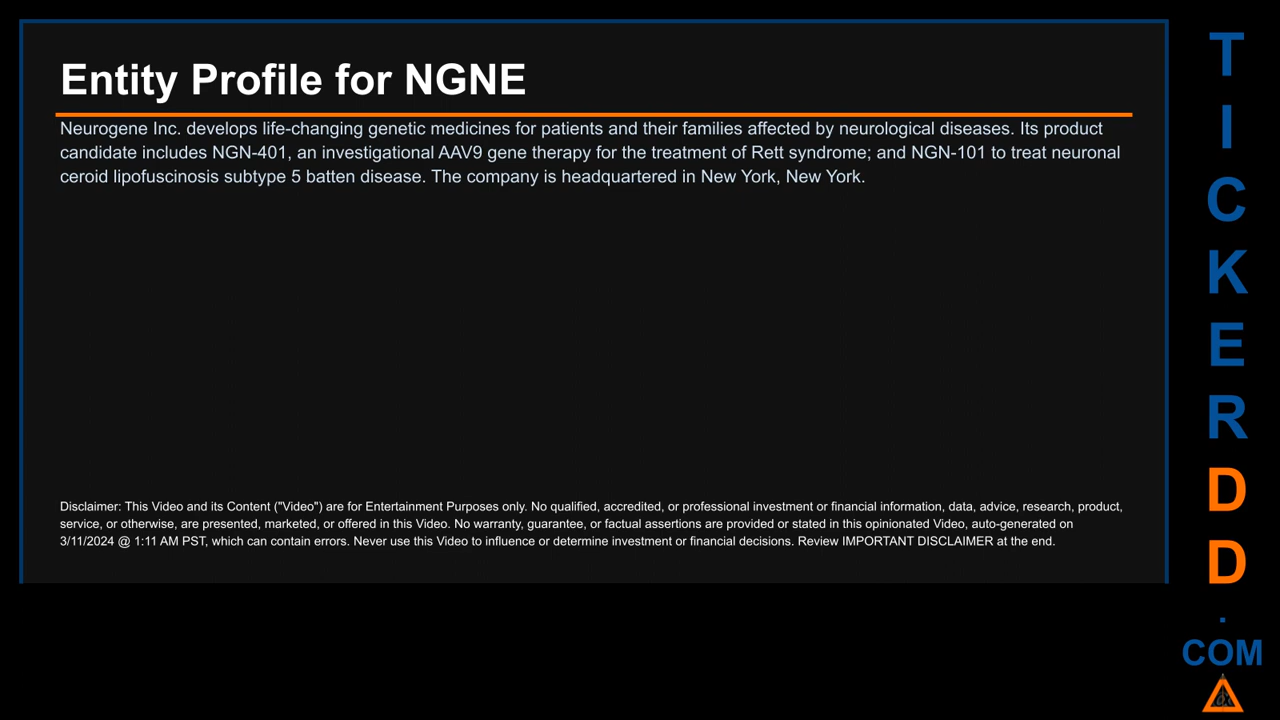 Entity Profile for NGNE
Neurogene Inc. develops life-changing genetic medicines for patients and their families affected by neurological diseases. Its product
candidate includes NGN-401, an investigational AAV9 gene therapy for the treatment of Rett syndrome; and NGN-101 to treat neuronal
ceroid lipofuscinosis subtype 5 batten disease. The company is headquartered in New York, New York.
Disclaimer: This Video and its Content ("Video") are for Entertainment Purposes only. No qualified, accredited, or professional investment or financial information, data, advice, research, product,
service, or otherwise, are presented, marketed, or offered in this Video. No warranty, guarantee, or factual assertions are provided or stated in this opinionated Video, auto-generated on
3/11/2024 @ 1:11 AM PST, which can contain errors. Never use this Video to influence or determine investment or financial decisions. Review IMPORTANT DISCLAIMER at the end.
T
I
C
K
E
R
D
D
.
COM